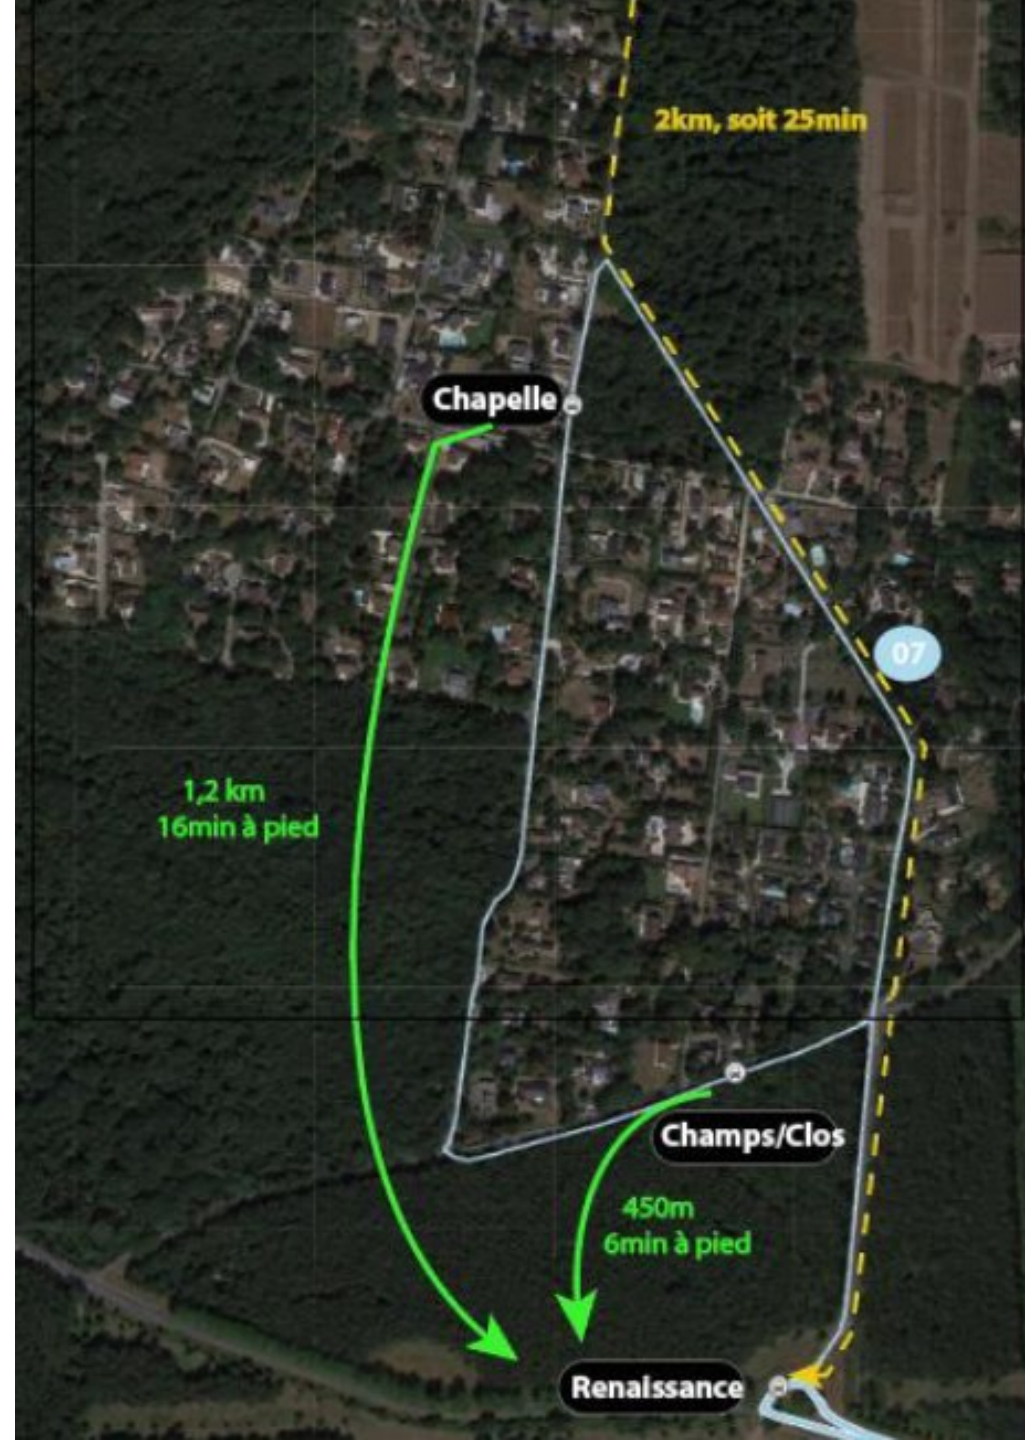 2km, soit 25min
Chapelle
07
1,2 km
16min à pied
Champs/Clos
450m
6min à pied
Renaissance